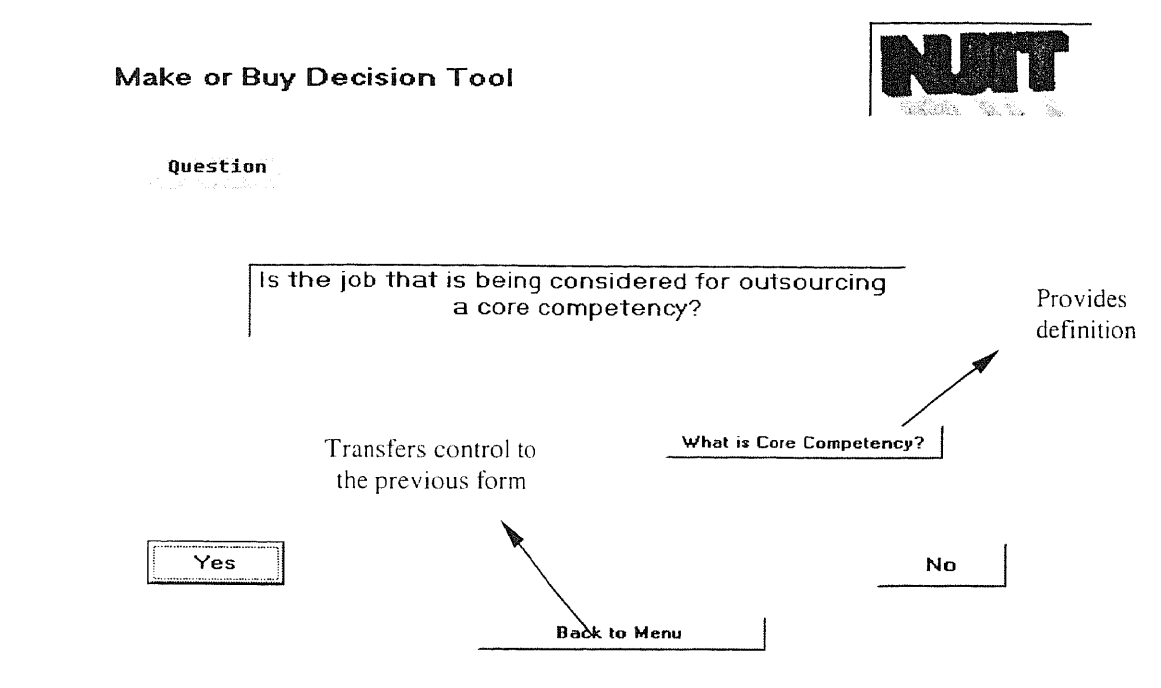 Make or Buy Decision Tool
NJIT
Question
Is the job that is being considered for outsourcing
a core competency?
Provides
definition
What is Core Competency?
Transfers control to
the previous form
Yes
No
Back to Menu